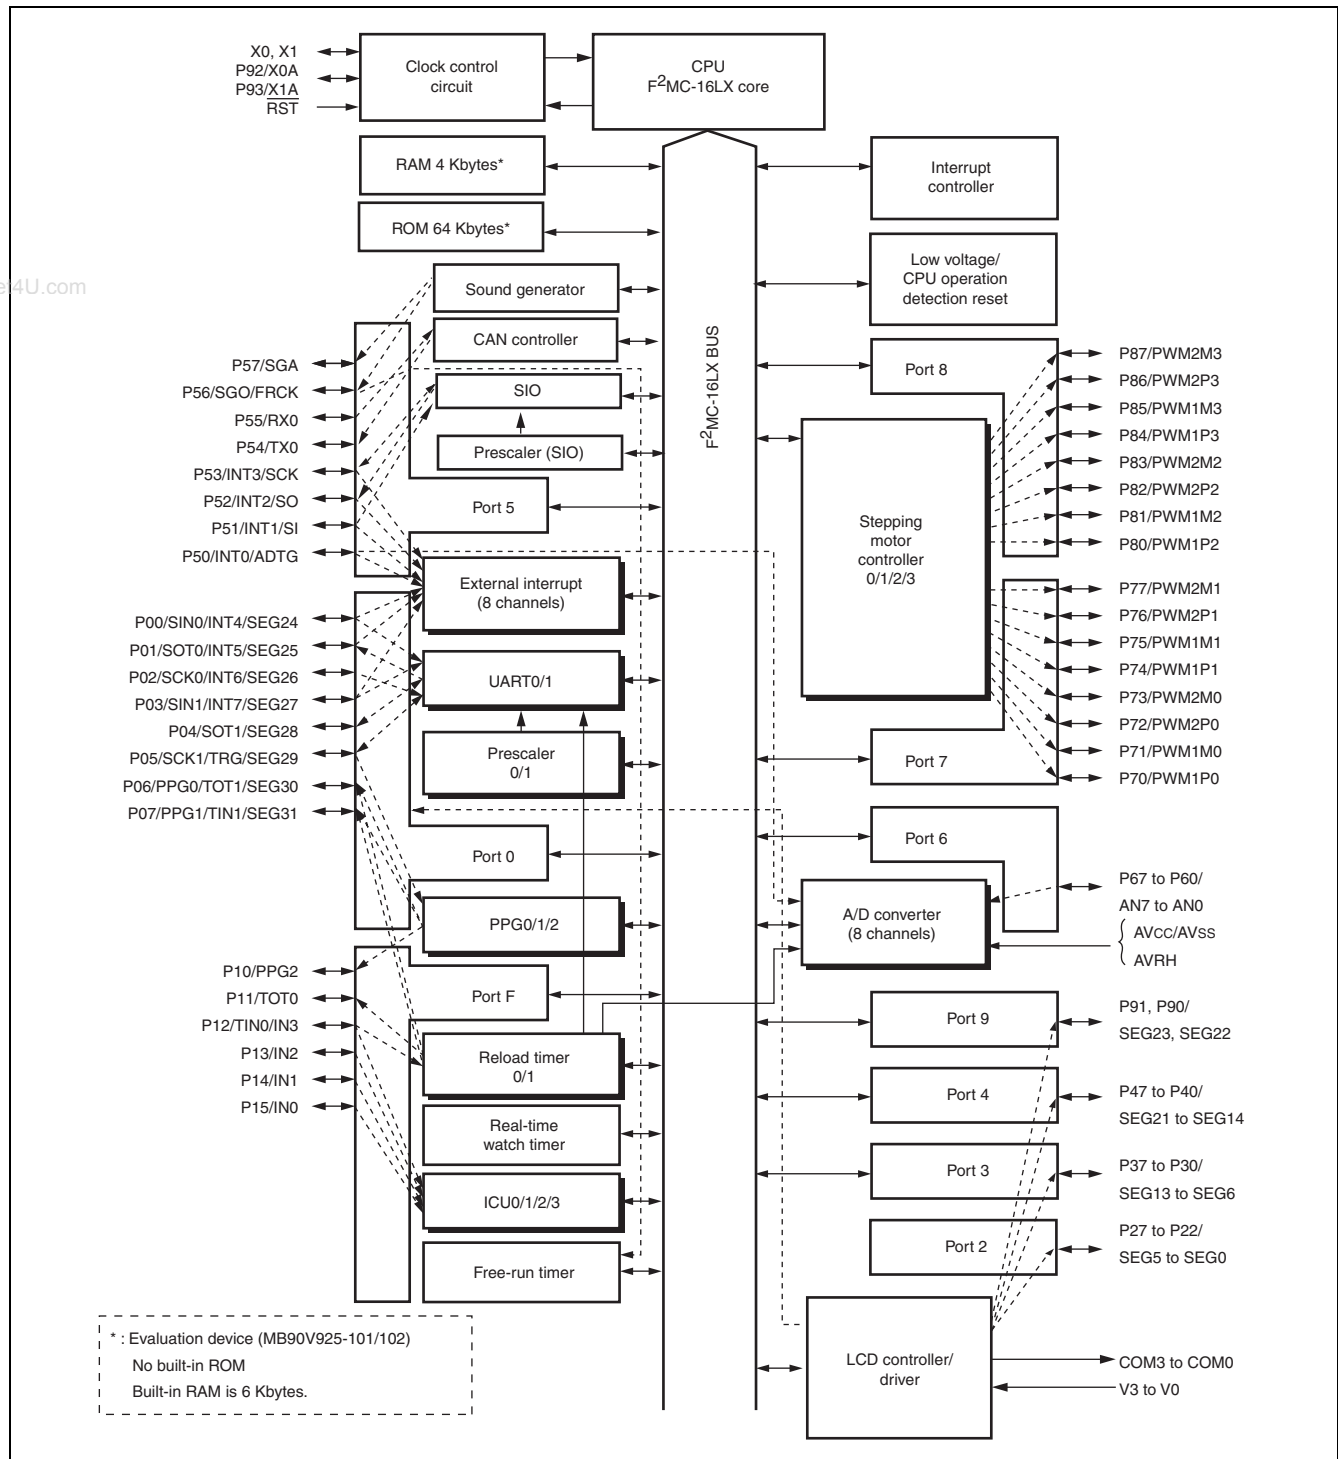 X0, X1
P92/X0A
P93/X1A
RST
Clock control
circuit
CPU
F2MC-16LX core
RAM 4 Kbytes*
ROM 64 Kbytes*
Interrupt
controller
Low voltage/
CPU operation
detection reset
et4U.com
Sound generator
CAN controller
SIO
Prescaler (SIO)
Port 5
F2MC-16LX BUS
P57/SGA
P56/SGO/FRCK
P55/RX0
P54/TX0
P53/INT3/SCK
P52/INT2/SO
P51/INT1/SI
P50/INT0/ADTG
External interrupt
(8 channels)
P00/SIN0/INT4/SEG24
P01/SOT0/INT5/SEG25
P02/SCK0/INT6/SEG26
P03/SIN1/INT7/SEG27
P04/SOT1/SEG28
P05/SCK1/TRG/SEG29
P06/PPG0/TOT1/SEG30
P07/PPG1/TIN1/SEG31
UART0/1
Prescaler
0/1
Port 0
PPG0/1/2
P10/PPG2
P11/TOT0
P12/TIN0/IN3
P13/IN2
P14/IN1
P15/IN0
Port F
Reload timer
0/1
Real-time
watch timer
ICU0/1/2/3
Free-run timer
Port 8
P87/PWM2M3
P86/PWM2P3
P85/PWM1M3
P84/PWM1P3
P83/PWM2M2
P82/PWM2P2
P81/PWM1M2
P80/PWM1P2
Stepping
motor
controller
0/1/2/3
P77/PWM2M1
P76/PWM2P1
P75/PWM1M1
P74/PWM1P1
P73/PWM2M0
P72/PWM2P0
P71/PWM1M0
P70/PWM1P0
Port 7
Port 6
A/D converter
(8 channels)
P67 to P60/
AN7 to AN0
AVCC/AVSS
AVRH
Port 9
P91, P90/
SEG23, SEG22
Port 4
P47 to P40/
SEG21 to SEG14
Port 3
P37 to P30/
SEG13 to SEG6
Port 2
P27 to P22/
SEG5 to SEG0
LCD controller/
driver
COM3 to COM0
V3 to V0
* : Evaluation device (MB90V925-101/102)
No built-in ROM
Built-in RAM is 6 Kbytes.